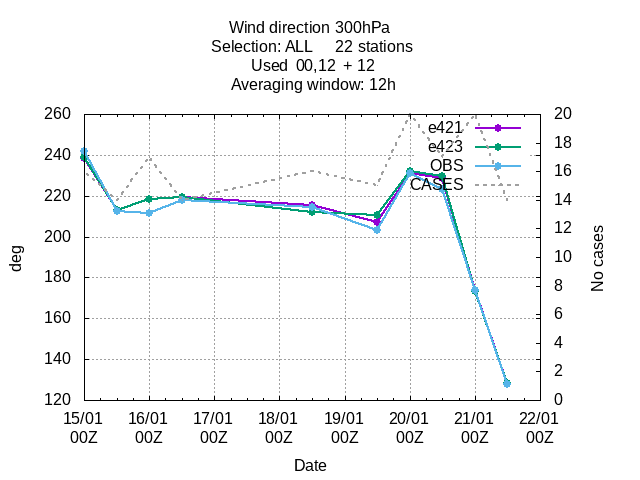 Wind direction 300hPa
Selection: ALL 22 stations
Used 00,12 + 12
Averaging window: 12h
260 20
e421
18
e423
240
OBS
16
CASES
220
14
12
200
10
180
8
6
160
4
140
2
120 0
deg
No cases
15/01 16/01 17/01 18/01 19/01 20/01 21/01 22/01
00Z 00Z 00Z 00Z 00Z 00Z 00Z 00Z
Date